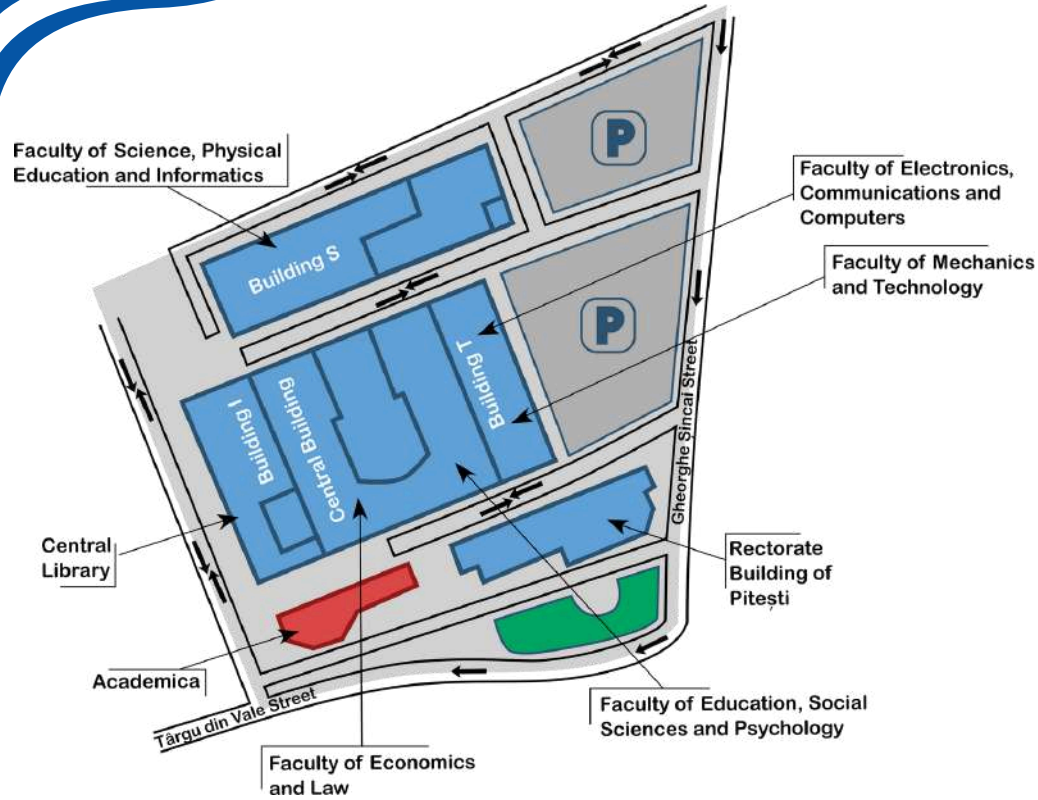 P
Faculty of Science, Physical
Education and Informatics
Faculty of Electronics,
Communications and
Computers
Building S
Faculty of Mechanics
and Technology
P
Building T
Building I
Central Building
Gheorghe Șincai Street
Central
Library
Rectorate
Building of
Pitești
Academica
Târgu din Vale Street
Faculty of Education, Social
Sciences and Psychology
Faculty of Economics
and Law